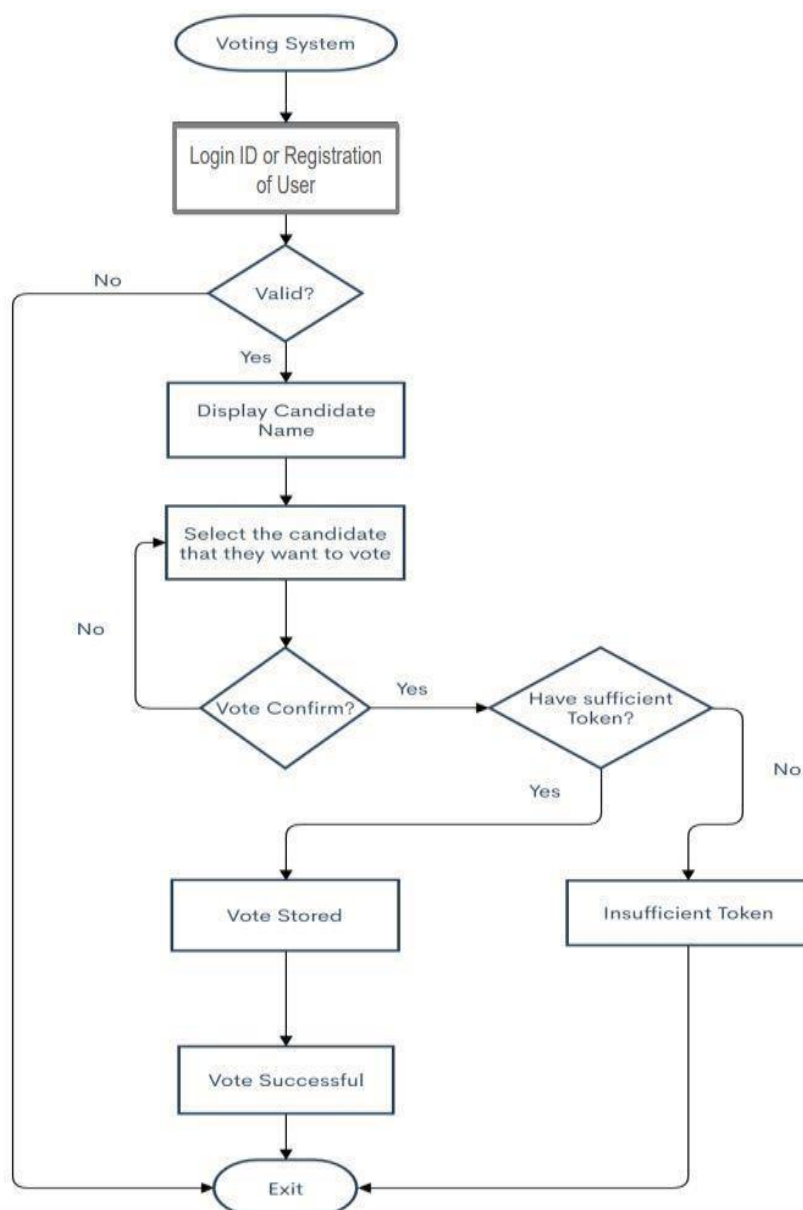 Voting System
Login ID or Registration
of User
No
Valid?
Yes
Display Candidate
Name
Select the candidate
that they want to vote
No
Vote Confirm?
Yes
Have sufficient
Token?
No
Yes
Vote Stored
Insufficient Token
Vote Successful
Exit